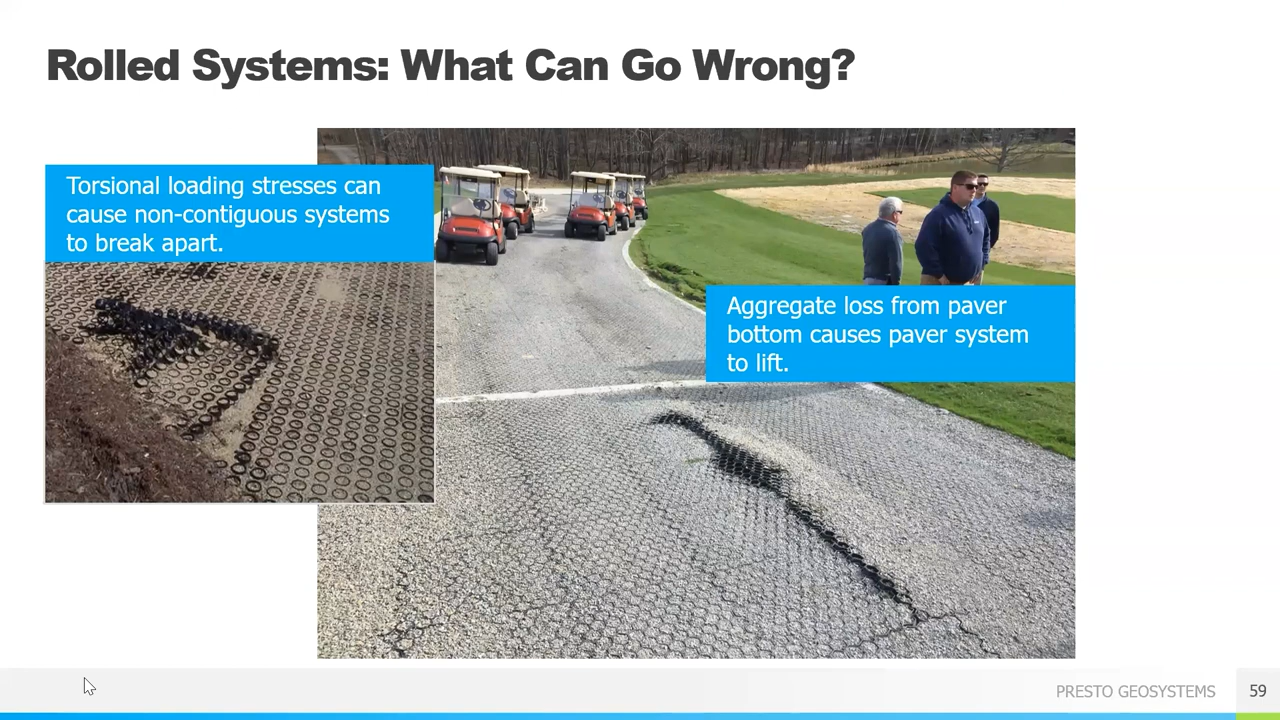 Rolled Systems: What Can Go Wrong?
Torsional loading stresses can
cause non-contiguous systems
to break apart.
Aggregate loss from paver
bottom causes paver system
to lift.
PRESTO GEOSYSTEMS
59